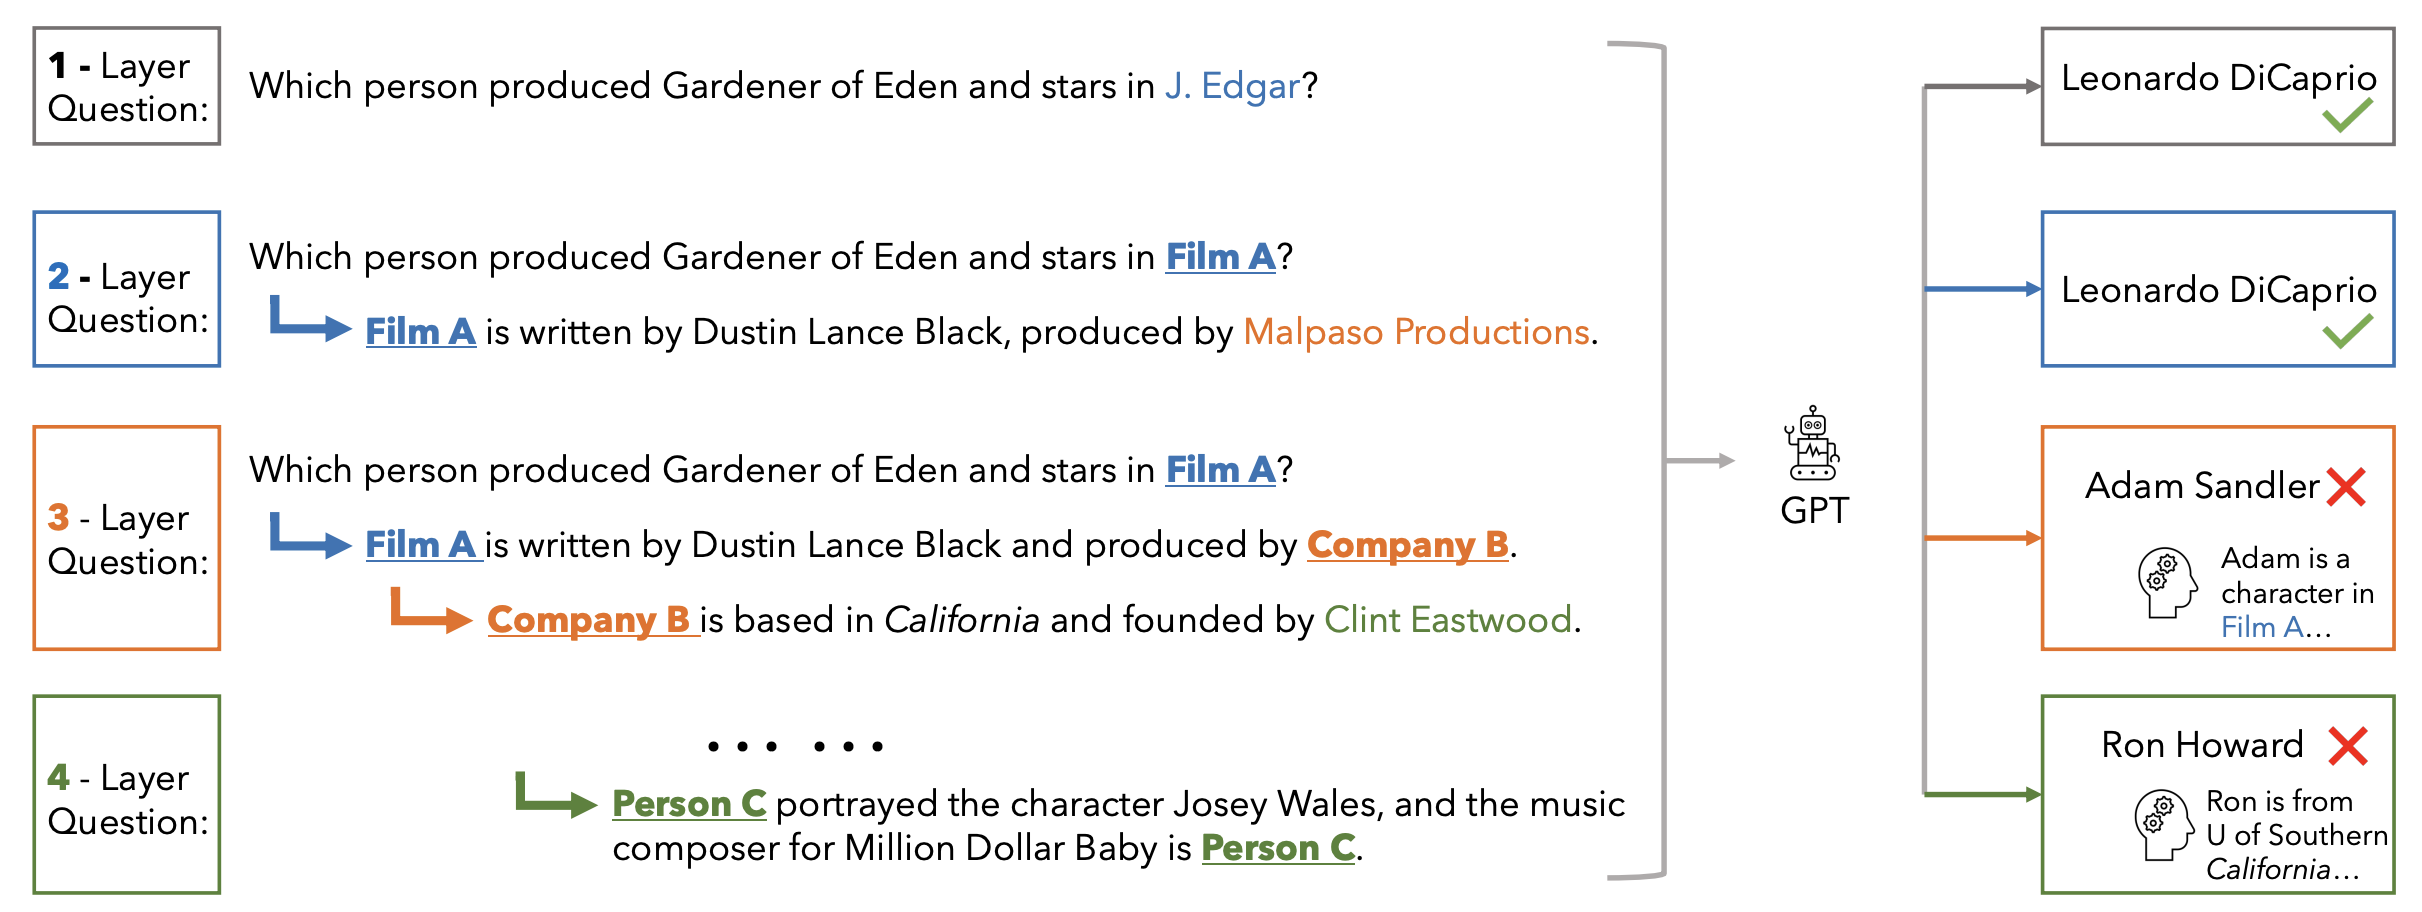 1 - Layer
Question:
Which person produced Gardener of Eden and stars in J. Edgar?
Leonardo DiCaprio
2 - Layer
Question:
Which person produced Gardener of Eden and stars in Film A?
Film A is written by Dustin Lance Black, produced by Malpaso Productions.
Leonardo DiCaprio
3 - Layer
Question:
Which person produced Gardener of Eden and stars in Film A?
Film A is written by Dustin Lance Black and produced by Company B.
Company B is based in California and founded by Clint Eastwood.
GPT
Adam Sandler
Adam is a
character in
Film A...
4 - Layer
Question:
... ...
Person C portrayed the character Josey Wales, and the music
composer for Million Dollar Baby is Person C.
Ron Howard
Ron is from
U of Southern
California...